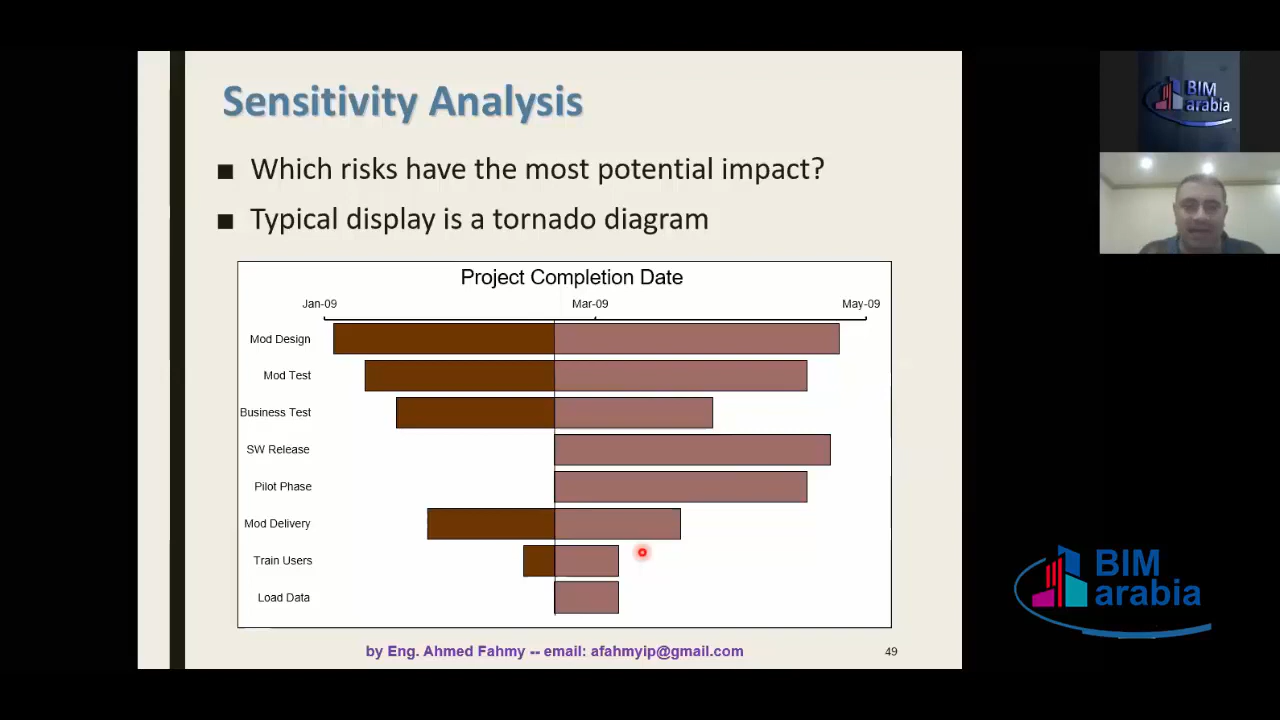 Sensitivity Analysis
■ Which risks have the most potential impact?
■ Typical display is a tornado diagram
Project Completion Date
Jan-09 Mar-09 May-09
Mod Design
Mod Test
Business Test
SW Release
Pilot Phase
Mod Delivery
Train Users
Load Data
by Eng. Ahmed Fahmy -- email: afahmyip@gmail.com
49
BIM
arabia
BIM
arabia